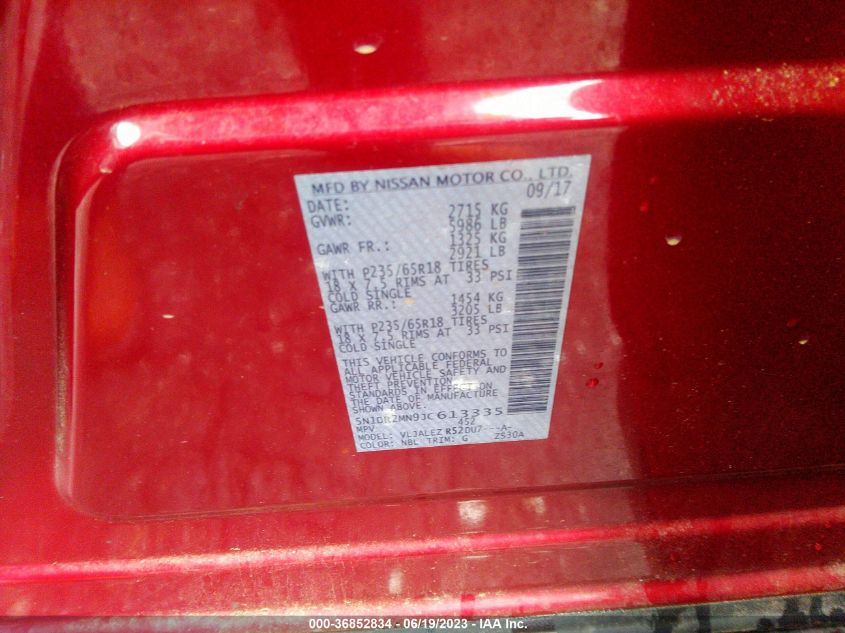 MFD BY NISSAN MOTOR CO., LTD.
DATE: 09/17
GVWR: 2715 KG
5986 LB
GAWR FR.: 1325 KG
2921 LB
WITH P235/65R18 TIRES
18 X 7.5 RIMS AT 33 PSI
COLD SINGLE
GAWR RR.: 1454 KG
3205 LB
WITH P235/65R18 TIRES
18 X 7.5 RIMS AT 33 PSI
COLD SINGLE
THIS VEHICLE CONFORMS TO
ALL APPLICABLE FEDERAL
MOTOR VEHICLE SAFETY AND
THEFT PREVENTION
STANDARDS IN EFFECT ON
THE DATE OF MANUFACTURE
SHOWN ABOVE.
5N1DR2MN9JC613335
MPV 452
MODEL: VLJALEZ R52DU7---A-
COLOR: NBL TRIM: G ZS30A
000-36852834 - 06/19/2023 - IAA Inc.